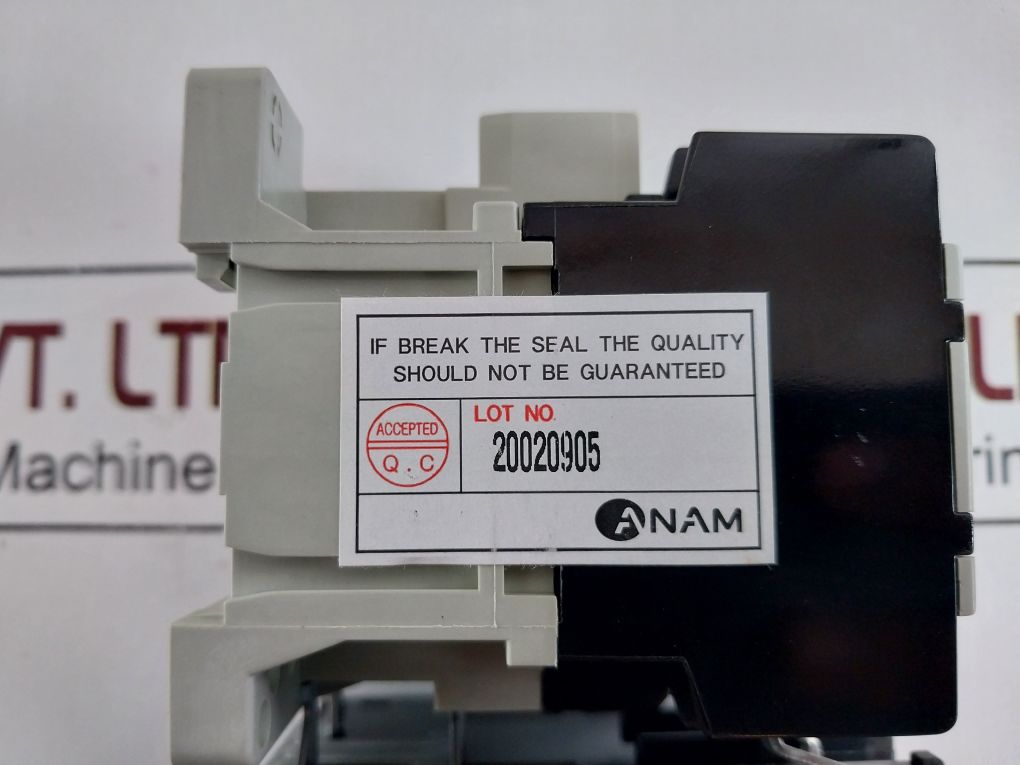 IF BREAK THE SEAL THE QUALITY
SHOULD NOT BE GUARANTEED
ACCEPTED
Q.C
LOT NO.
20020905
ANAM
VT. LT
Machine